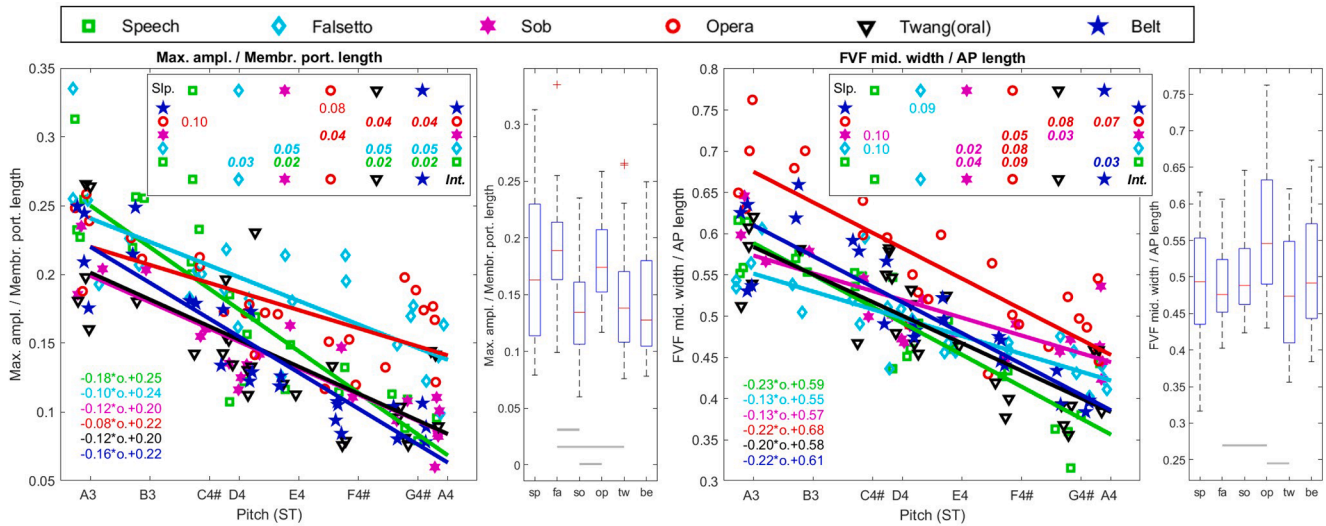 Speech Falsetto Sob Opera Twang(oral) Belt
Max. ampl. / Membr. port. length
Max. ampl. / Membr. port. length
0.35
0.3
0.25
0.2
0.15
0.1
0.05
Slp.
0.08
0.10 0.04 0.04
0.04
0.05 0.05 0.05
0.03 0.02 0.02 0.02
Int.
-0.18*o.+0.25
-0.10*o.+0.24
-0.12*o.+0.20
-0.08*o.+0.22
-0.12*o.+0.20
-0.16*o.+0.22
A3 B3 C4# D4 E4 F4# G4# A4
Pitch (ST)
Max. ampl. / Membr. port. length
0.3
0.25
0.2
0.15
0.1
0.05
0
sp fa so op tw be
FVF mid. width / AP length
FVF mid. width / AP length
0.8
0.75
0.7
0.65
0.6
0.55
0.5
0.45
0.4
0.35
0.3
Slp.
0.09
0.08 0.07
0.10 0.05 0.03
0.10 0.02 0.08
0.04 0.09 0.03
Int.
-0.23*o.+0.59
-0.13*o.+0.55
-0.13*o.+0.57
-0.22*o.+0.68
-0.20*o.+0.58
-0.22*o.+0.61
A3 B3 C4# D4 E4 F4# G4# A4
Pitch (ST)
FVF mid. width / AP length
0.75
0.7
0.65
0.6
0.55
0.5
0.45
0.4
0.35
0.3
0.25
sp fa so op tw be